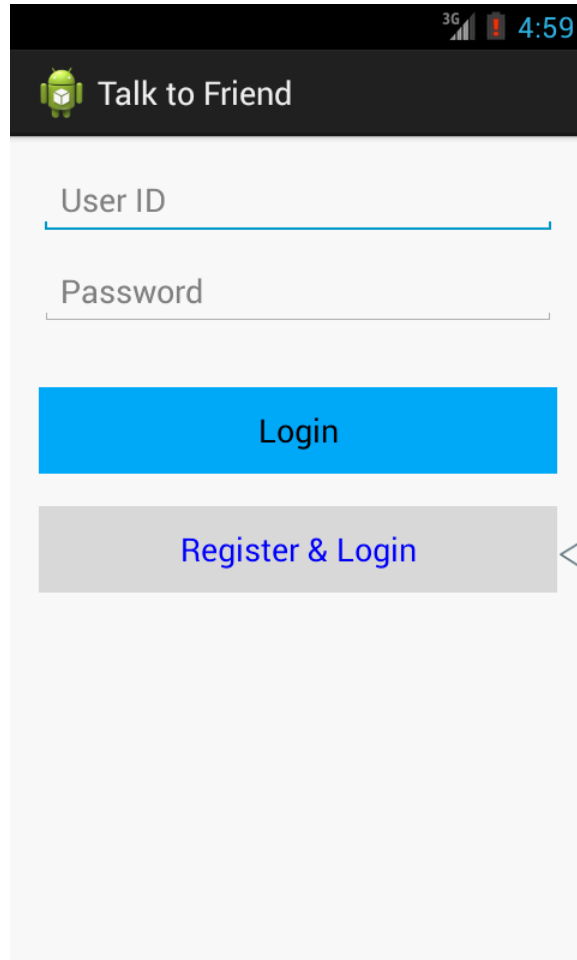 3G 4:59
Talk to Friend
User ID
Password
Login
Register & Login